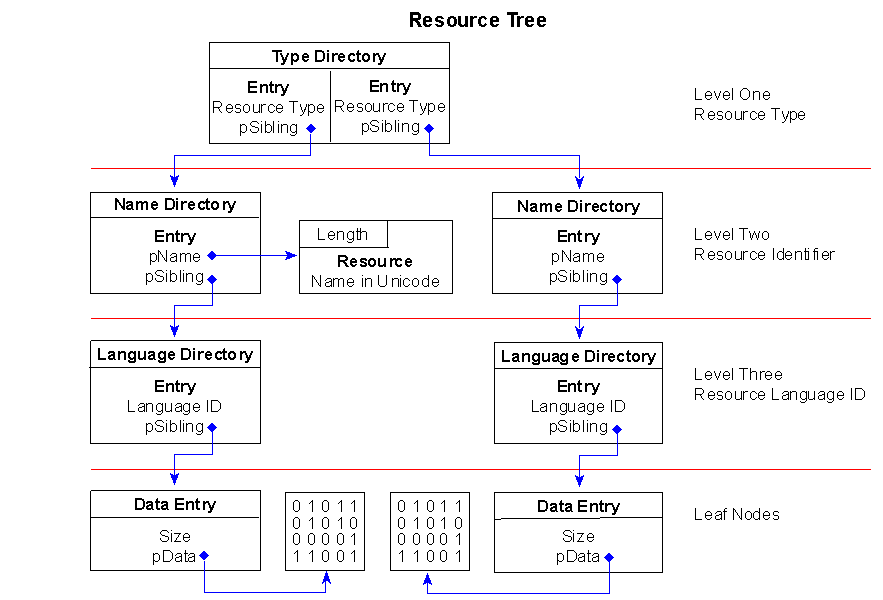 Resource Tree
Type Directory
Entry
Resource Type
pSibling
Entry
Resource Type
pSibling
Level One
Resource Type
Name Directory
Entry
pName
pSibling
Length
Resource
Name in Unicode
Name Directory
Entry
pName
pSibling
Level Two
Resource Identifier
Language Directory
Entry
Language ID
pSibling
Language Directory
Entry
Language ID
pSibling
Level Three
Resource Language ID
Data Entry
Size
pData
0 1 0 1 1
0 1 0 1 0
0 0 0 0 1
1 1 0 0 1
0 1 0 1 1
0 1 0 1 0
0 0 0 0 1
1 1 0 0 1
Data Entry
Size
pData
Leaf Nodes